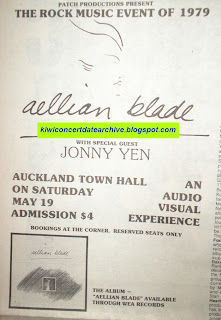 PATCH PRODUCTIONS PRESENT
THE ROCK MUSIC EVENT OF 1979
aellian blade
kiwiconcertdatearchive.blogspot.com
WITH SPECIAL GUEST
JONNY YEN
AUCKLAND TOWN HALL
ON SATURDAY
MAY 19
ADMISSION $4
AN
AUDIO
VISUAL
EXPERIENCE
BOOKINGS AT THE CORNER. RESERVED SEATS ONLY
aellian blade
THE ALBUM —
"AELLIAN BLADE" AVAILABLE
THROUGH WEA RECORDS